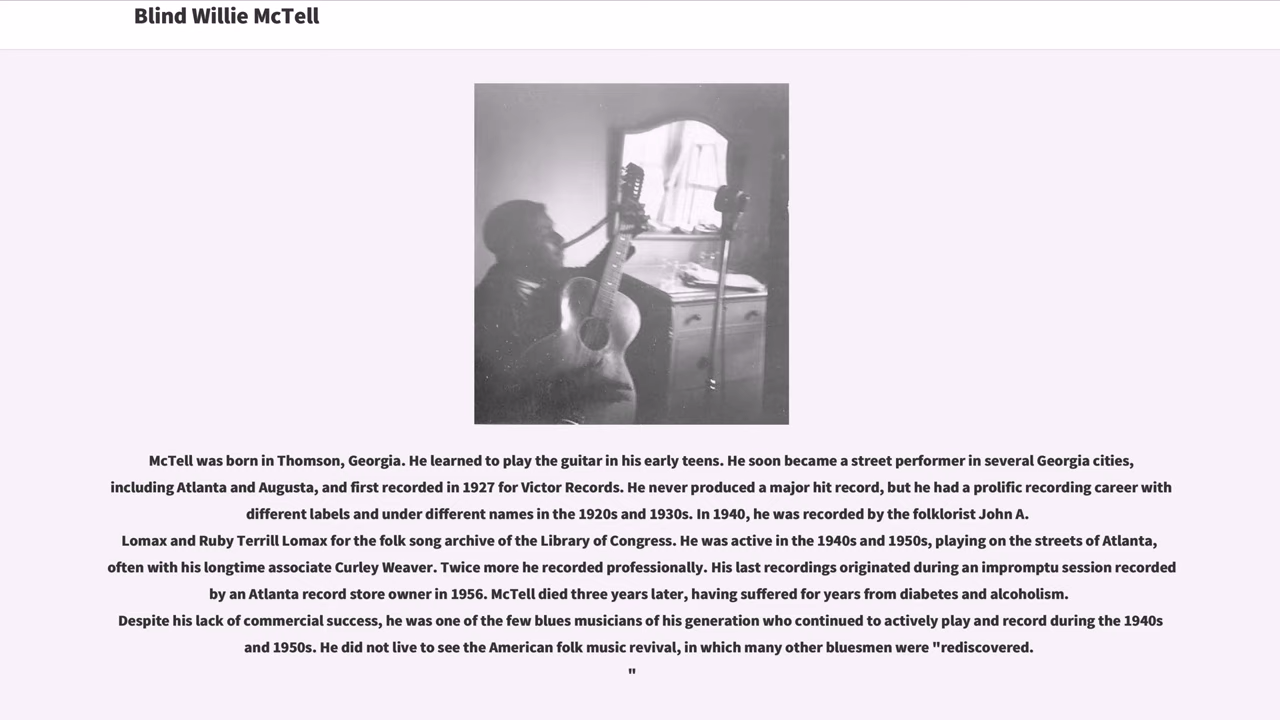 Blind Willie McTell
McTell was born in Thomson, Georgia. He learned to play the guitar in his early teens. He soon became a street performer in several Georgia cities,
including Atlanta and Augusta, and first recorded in 1927 for Victor Records. He never produced a major hit record, but he had a prolific recording career with
different labels and under different names in the 1920s and 1930s. In 1940, he was recorded by the folklorist John A.
Lomax and Ruby Terrill Lomax for the folk song archive of the Library of Congress. He was active in the 1940s and 1950s, playing on the streets of Atlanta,
often with his longtime associate Curley Weaver. Twice more he recorded professionally. His last recordings originated during an impromptu session recorded
by an Atlanta record store owner in 1956. McTell died three years later, having suffered for years from diabetes and alcoholism.
Despite his lack of commercial success, he was one of the few blues musicians of his generation who continued to actively play and record during the 1940s
and 1950s. He did not live to see the American folk music revival, in which many other bluesmen were "rediscovered.
"